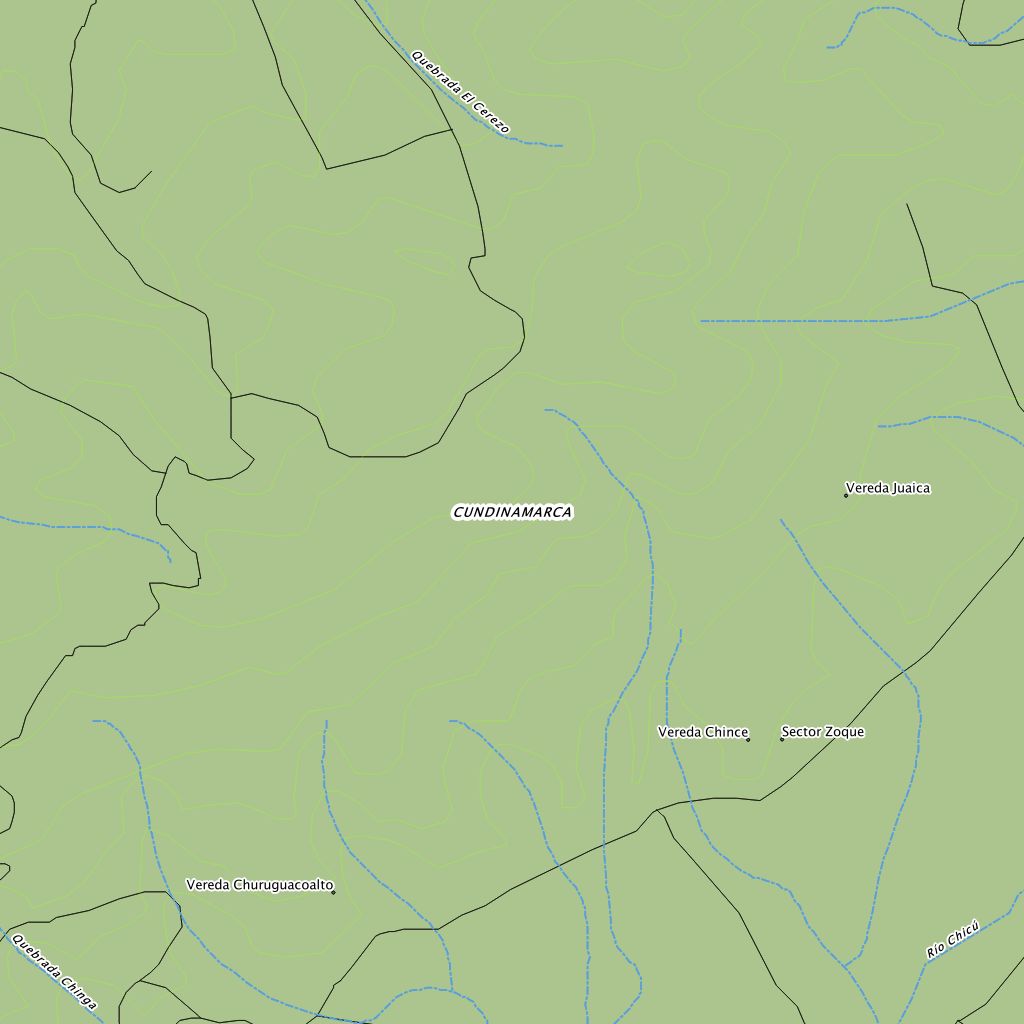 Quebrada El Cerezo
Vereda Juaica
CUNDINAMARCA
Vereda Chince
Sector Zoque
Vereda Churuguacoalto
Río Chicú
Quebrada Chinga